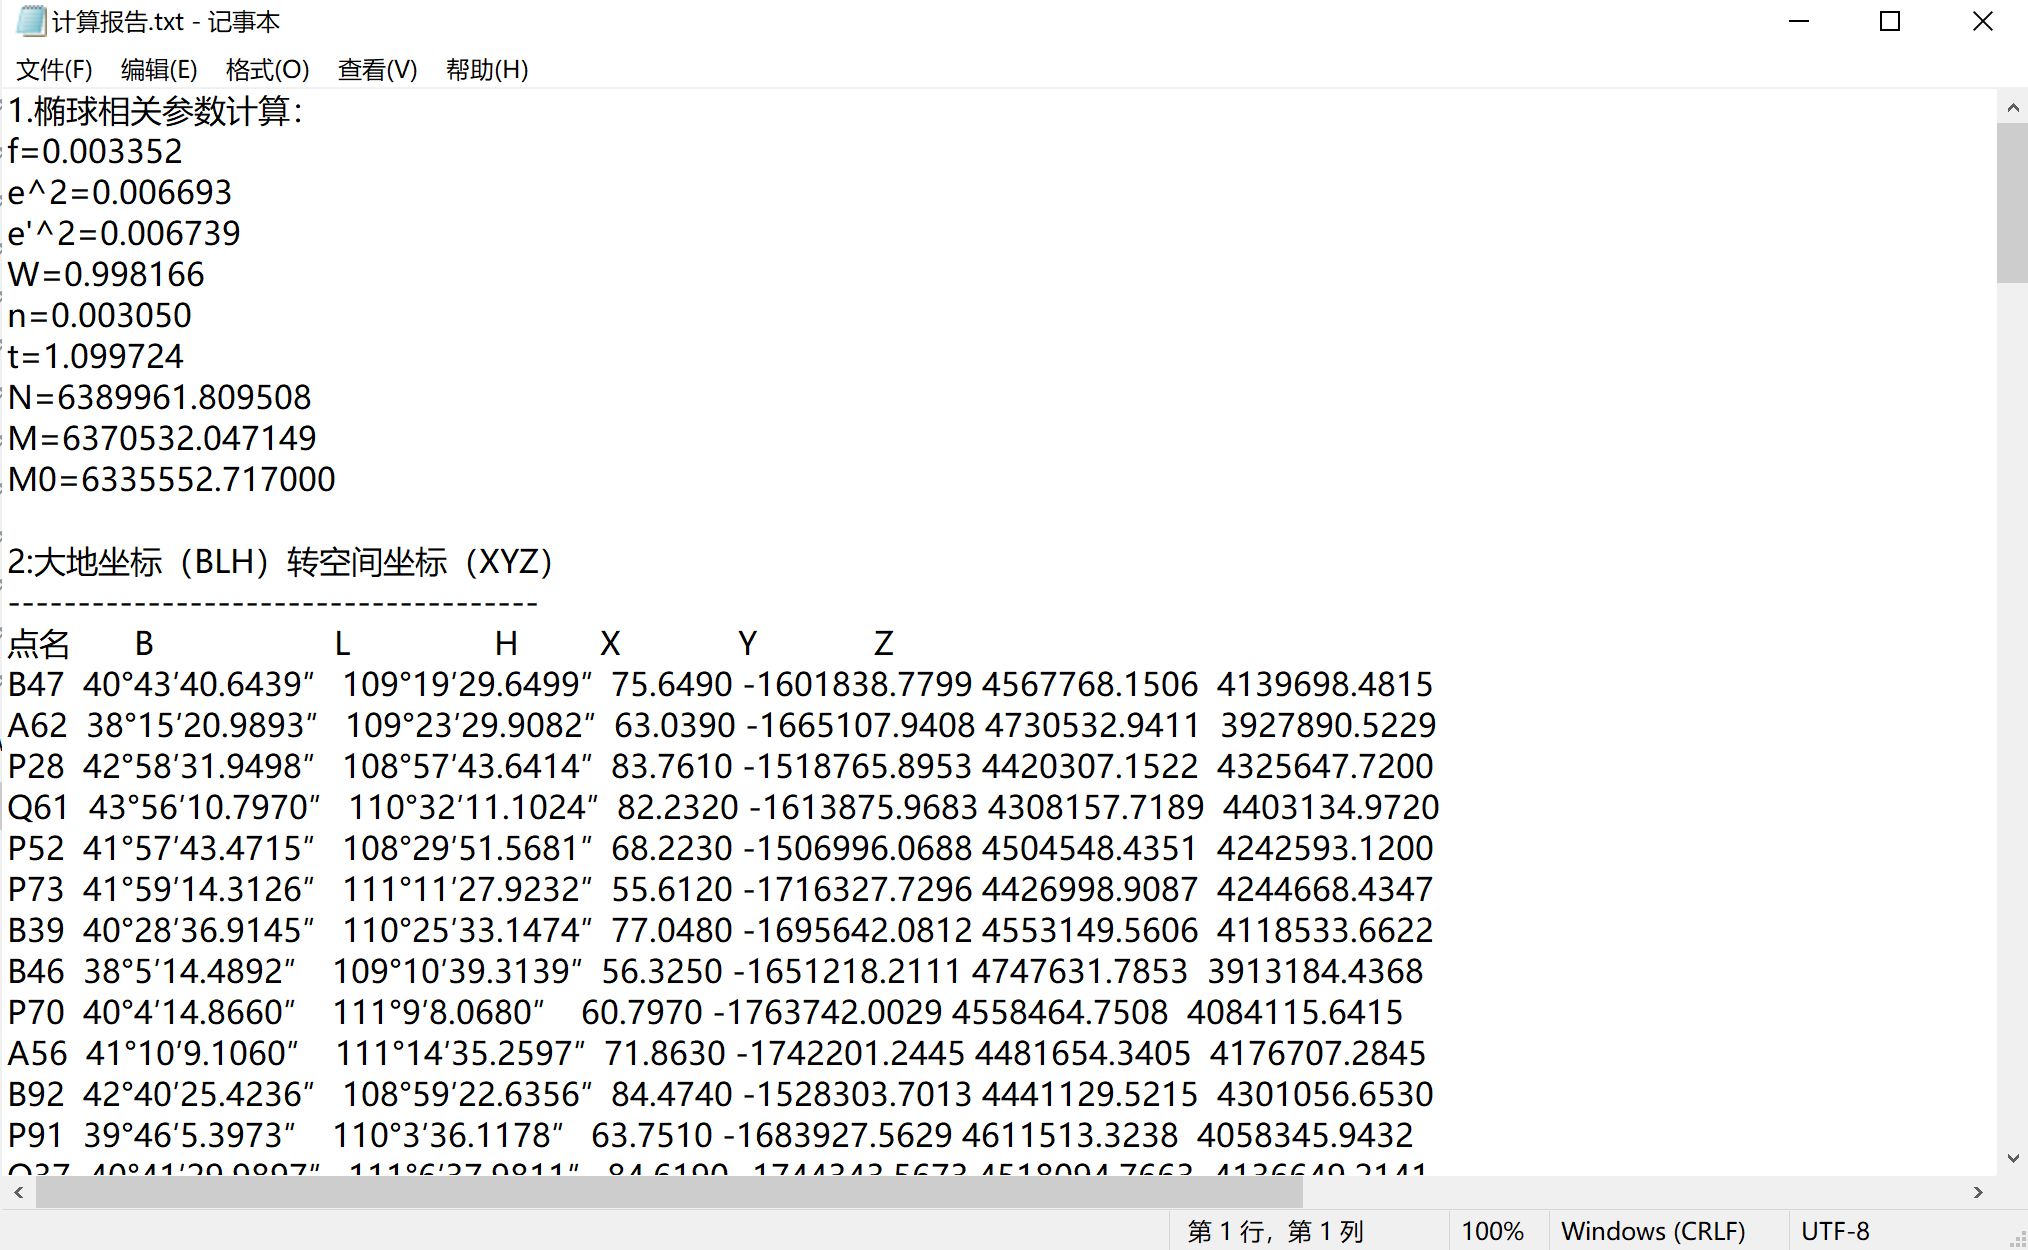 计算报告.txt - 记事本
文件(F) 编辑(E) 格式(O) 查看(V) 帮助(H)
1.椭球相关参数计算:
f=0.003352
e^2=0.006693
e'^2=0.006739
W=0.998166
n=0.003050
t=1.099724
N=6389961.809508
M=6370532.047149
M0=6335552.717000
2:大地坐标（BLH）转空间坐标（XYZ）
--------------------------------------
点名 B L H X Y Z
B47 40°43′40.6439″ 109°19′29.6499″ 75.6490 -1601838.7799 4567768.1506 4139698.4815
A62 38°15′20.9893″ 109°23′29.9082″ 63.0390 -1665107.9408 4730532.9411 3927890.5229
P28 42°58′31.9498″ 108°57′43.6414″ 83.7610 -1518765.8953 4420307.1522 4325647.7200
Q61 43°56′10.7970″ 110°32′11.1024″ 82.2320 -1613875.9683 4308157.7189 4403134.9720
P52 41°57′43.4715″ 108°29′51.5681″ 68.2230 -1506996.0688 4504548.4351 4242593.1200
P73 41°59′14.3126″ 111°11′27.9232″ 55.6120 -1716327.7296 4426998.9087 4244668.4347
B39 40°28′36.9145″ 110°25′33.1474″ 77.0480 -1695642.0812 4553149.5606 4118533.6622
B46 38°5′14.4892″ 109°10′39.3139″ 56.3250 -1651218.2111 4747631.7853 3913184.4368
P70 40°4′14.8660″ 111°9′8.0680″ 60.7970 -1763742.0029 4558464.7508 4084115.6415
A56 41°10′9.1060″ 111°14′35.2597″ 71.8630 -1742201.2445 4481654.3405 4176707.2845
B92 42°40′25.4236″ 108°59′22.6356″ 84.4740 -1528303.7013 4441129.5215 4301056.6530
P91 39°46′5.3973″ 110°3′36.1178″ 63.7510 -1683927.5629 4611513.3238 4058345.9432
第 1 行，第 1 列 100% Windows (CRLF) UTF-8